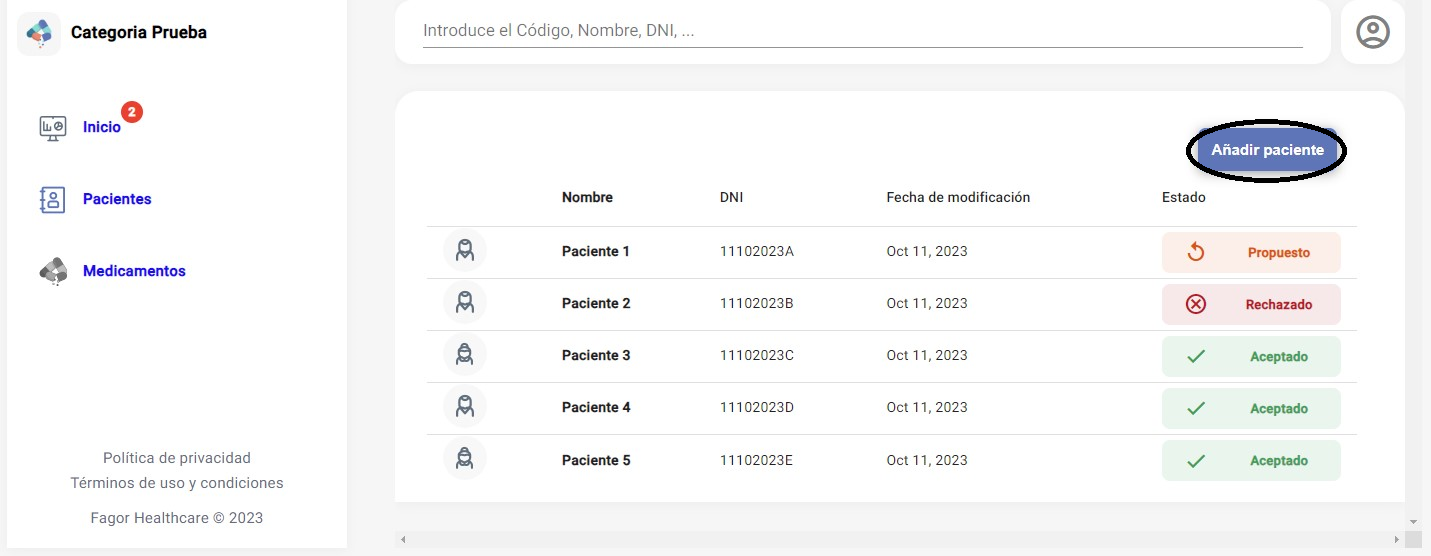 Categoria Prueba
Introduce el Código, Nombre, DNI, ...
Inicio 2
Pacientes
Medicamentos
Política de privacidad
Términos de uso y condiciones
Fagor Healthcare © 2023
Añadir paciente
Nombre DNI Fecha de modificación Estado
Paciente 1 11102023A Oct 11, 2023 Propuesto
Paciente 2 11102023B Oct 11, 2023 Rechazado
Paciente 3 11102023C Oct 11, 2023 Aceptado
Paciente 4 11102023D Oct 11, 2023 Aceptado
Paciente 5 11102023E Oct 11, 2023 Aceptado